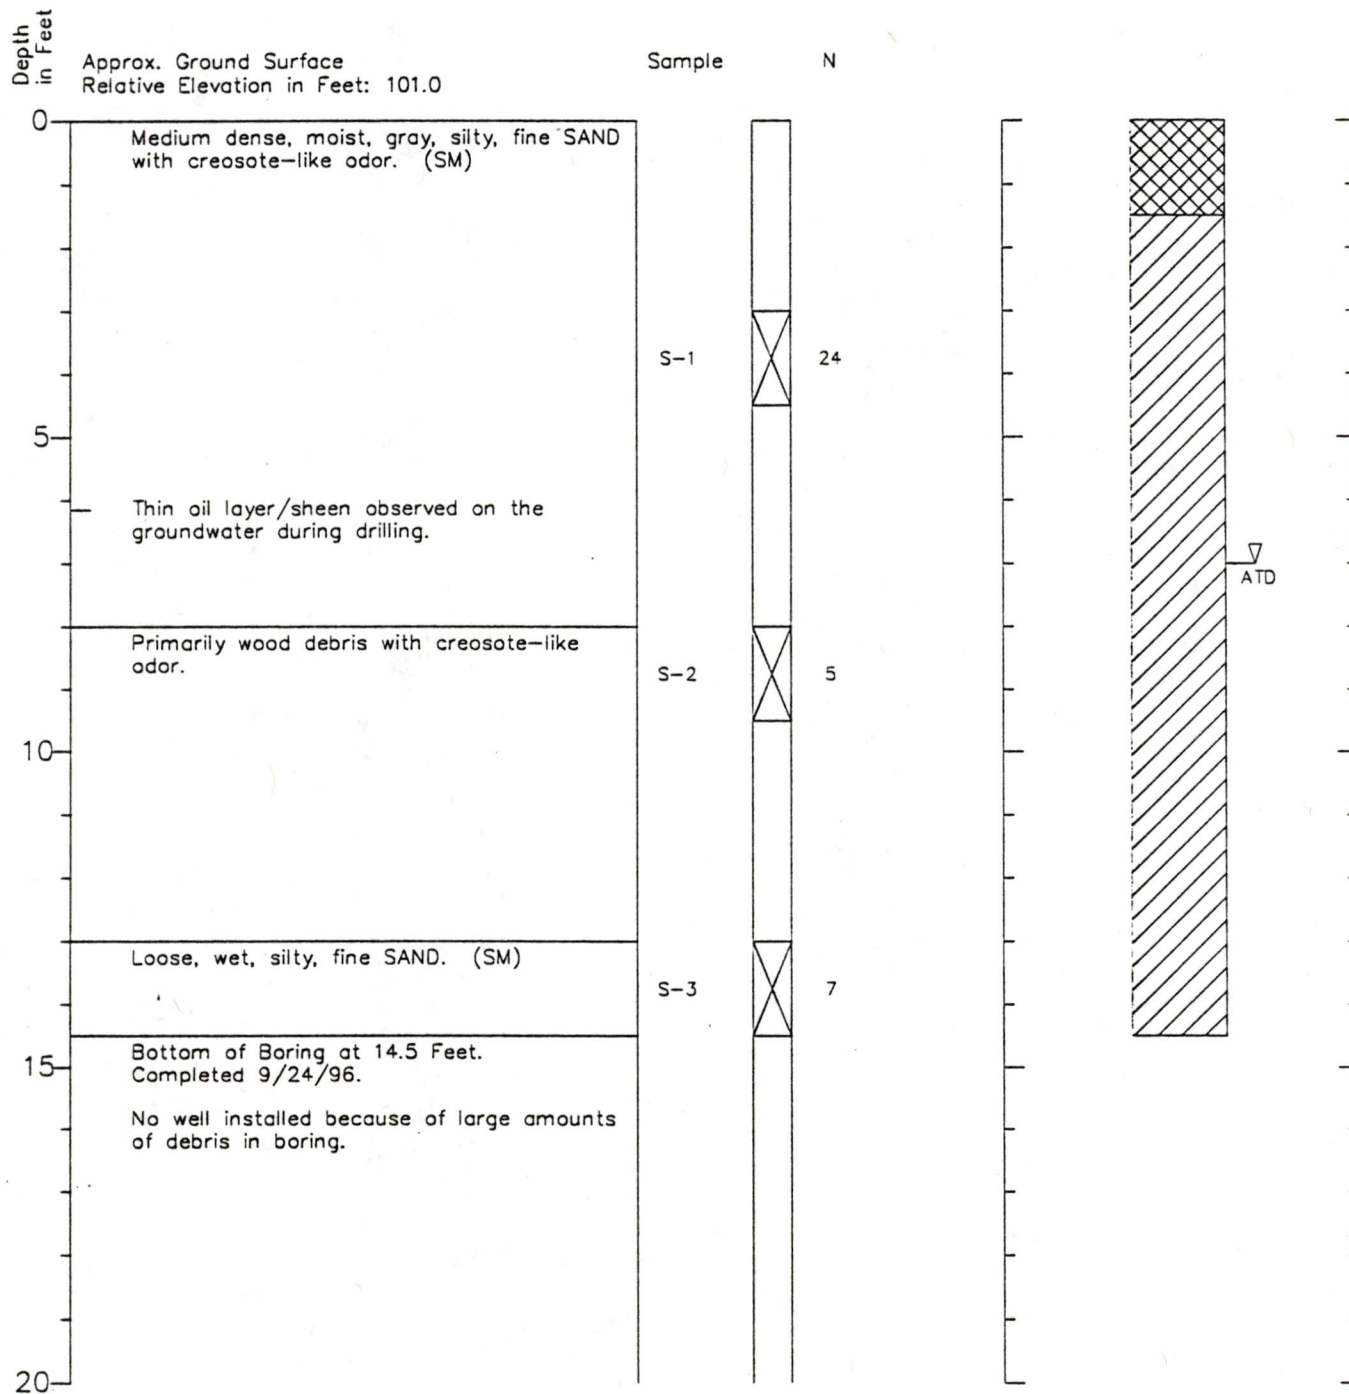 Depth
in Feet
Approx. Ground Surface
Relative Elevation in Feet: 101.0
Sample
N
0
Medium dense, moist, gray, silty, fine SAND
with creosote-like odor. (SM)
S-1
24
5
Thin oil layer/sheen observed on the
groundwater during drilling.
ATD
Primarily wood debris with creosote-like
odor.
S-2
5
10
Loose, wet, silty, fine SAND. (SM)
S-3
7
Bottom of Boring at 14.5 Feet.
15
Completed 9/24/96.
No well installed because of large amounts
of debris in boring.
20